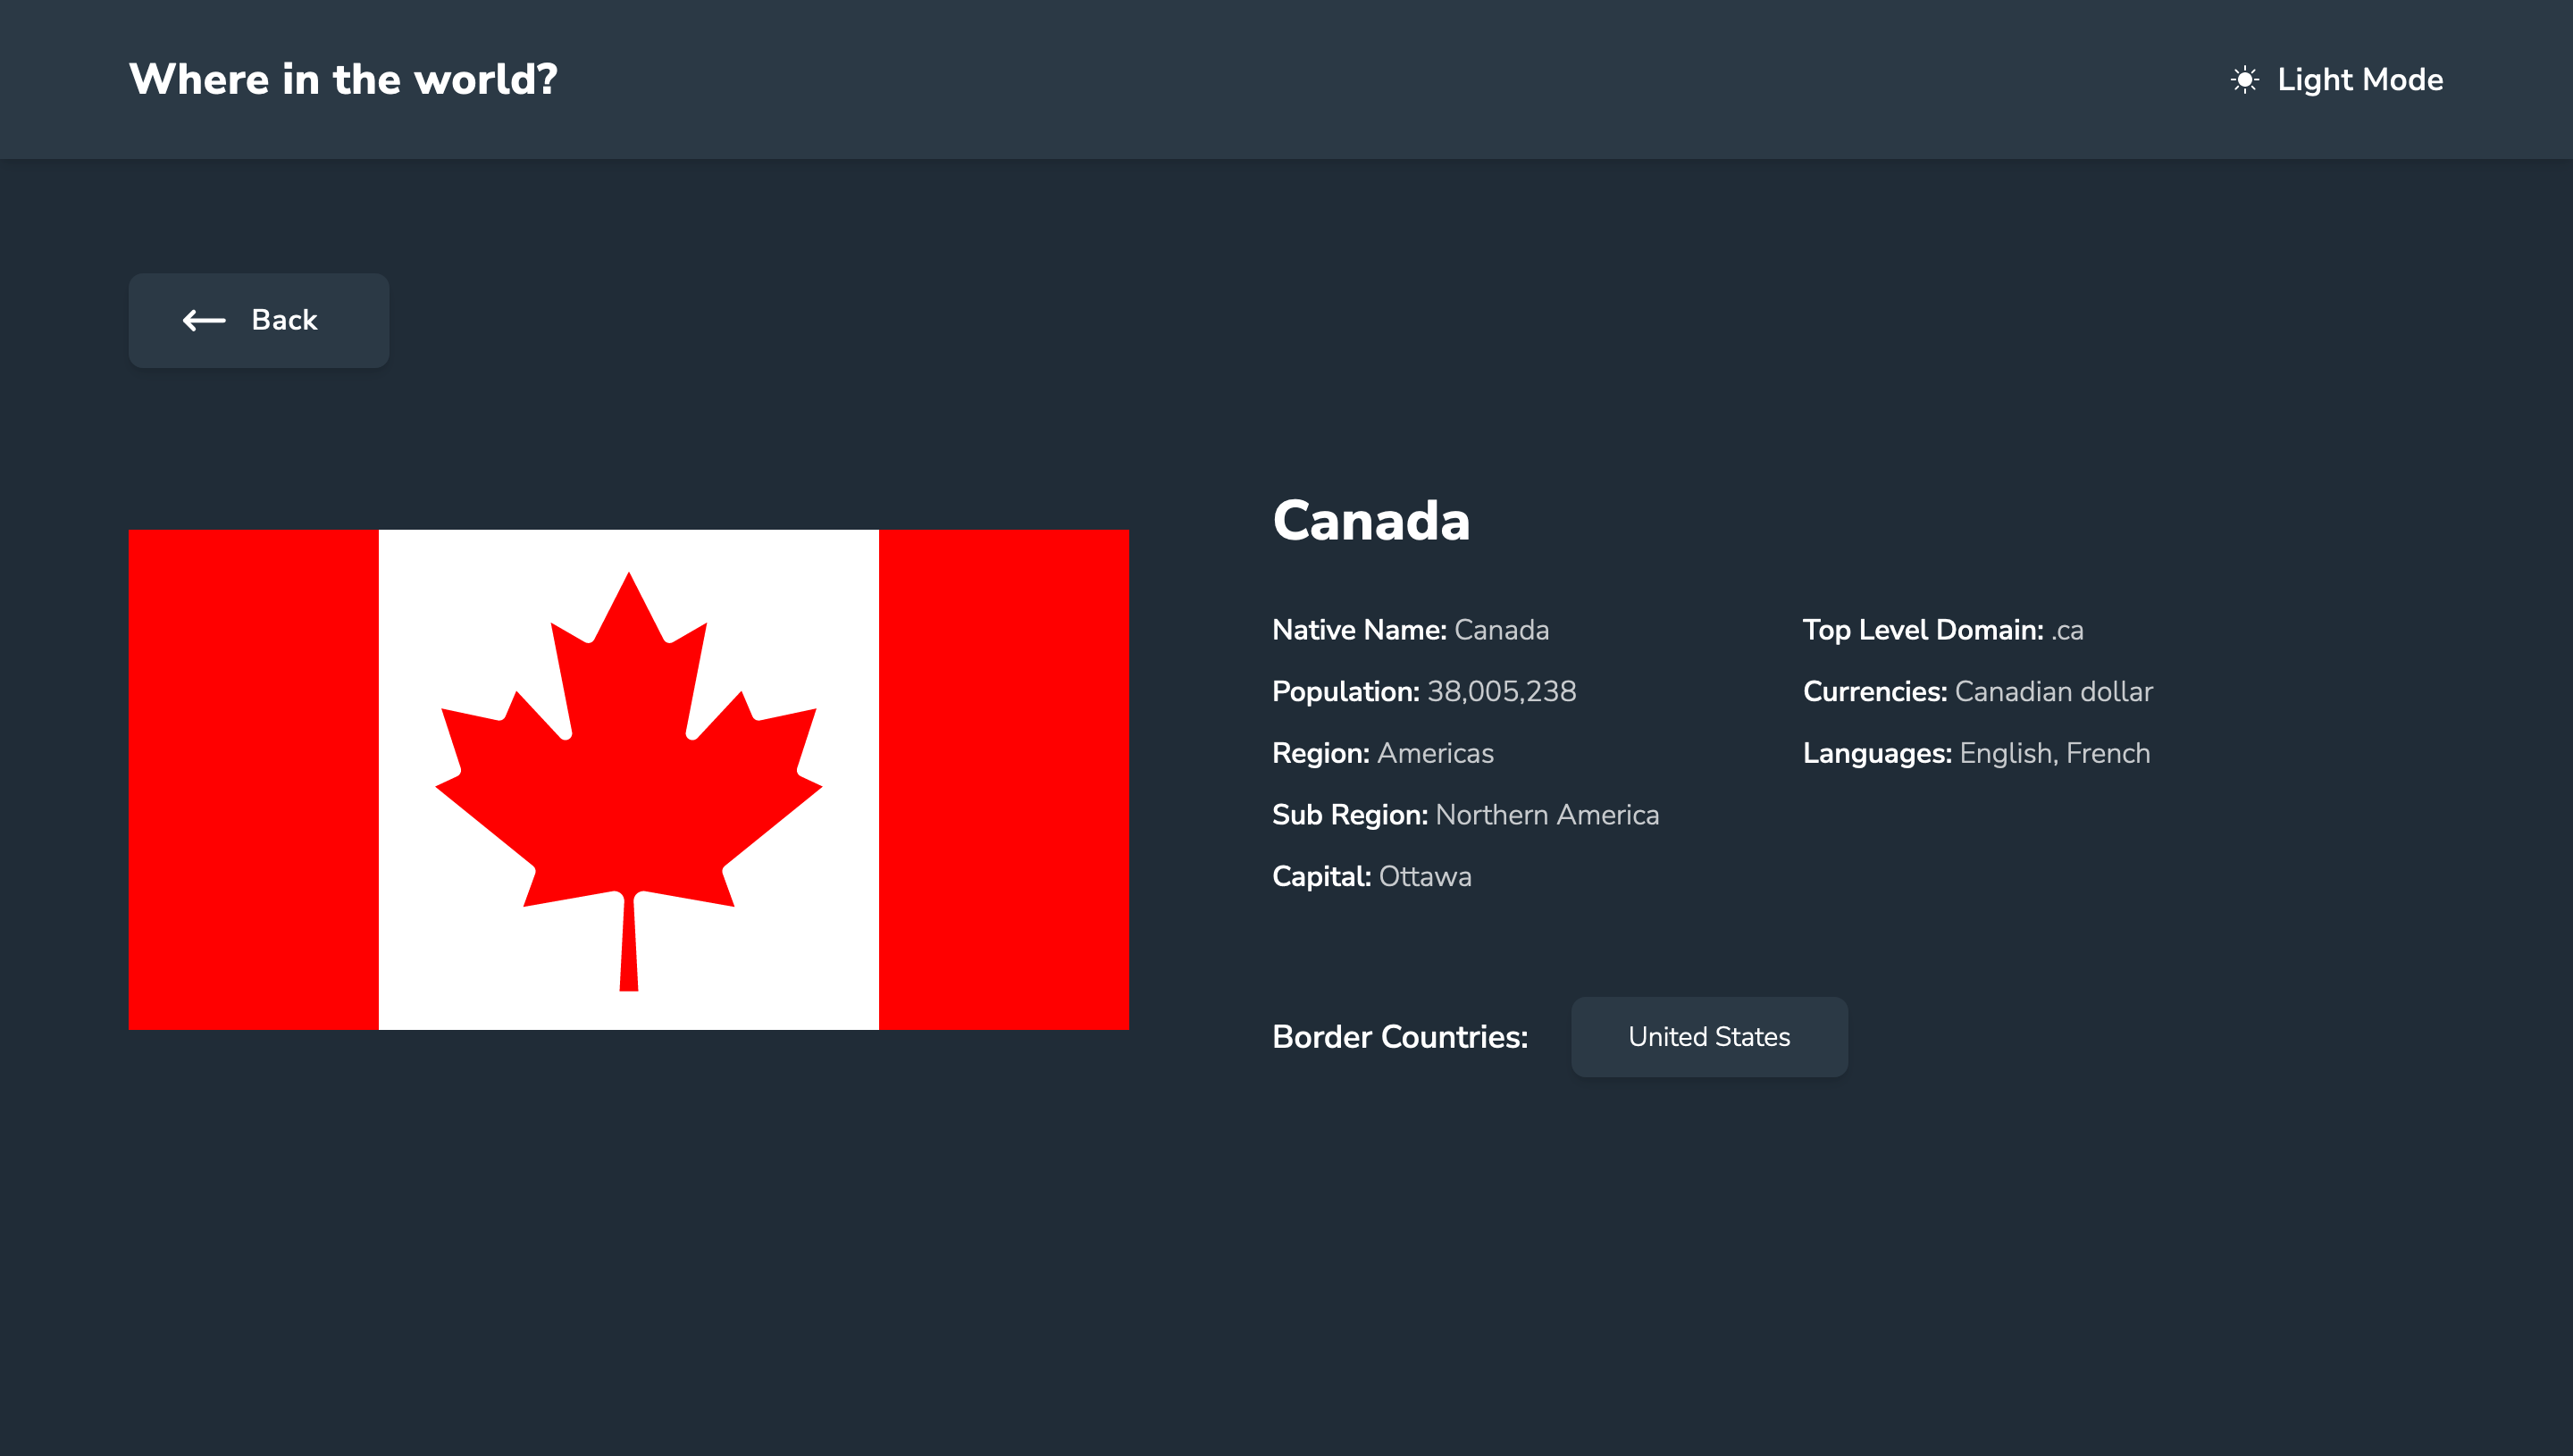 Where in the world?
Light Mode
Back
Canada
Native Name: Canada
Population: 38,005,238
Region: Americas
Sub Region: Northern America
Capital: Ottawa
Top Level Domain: .ca
Currencies: Canadian dollar
Languages: English, French
Border Countries:
United States